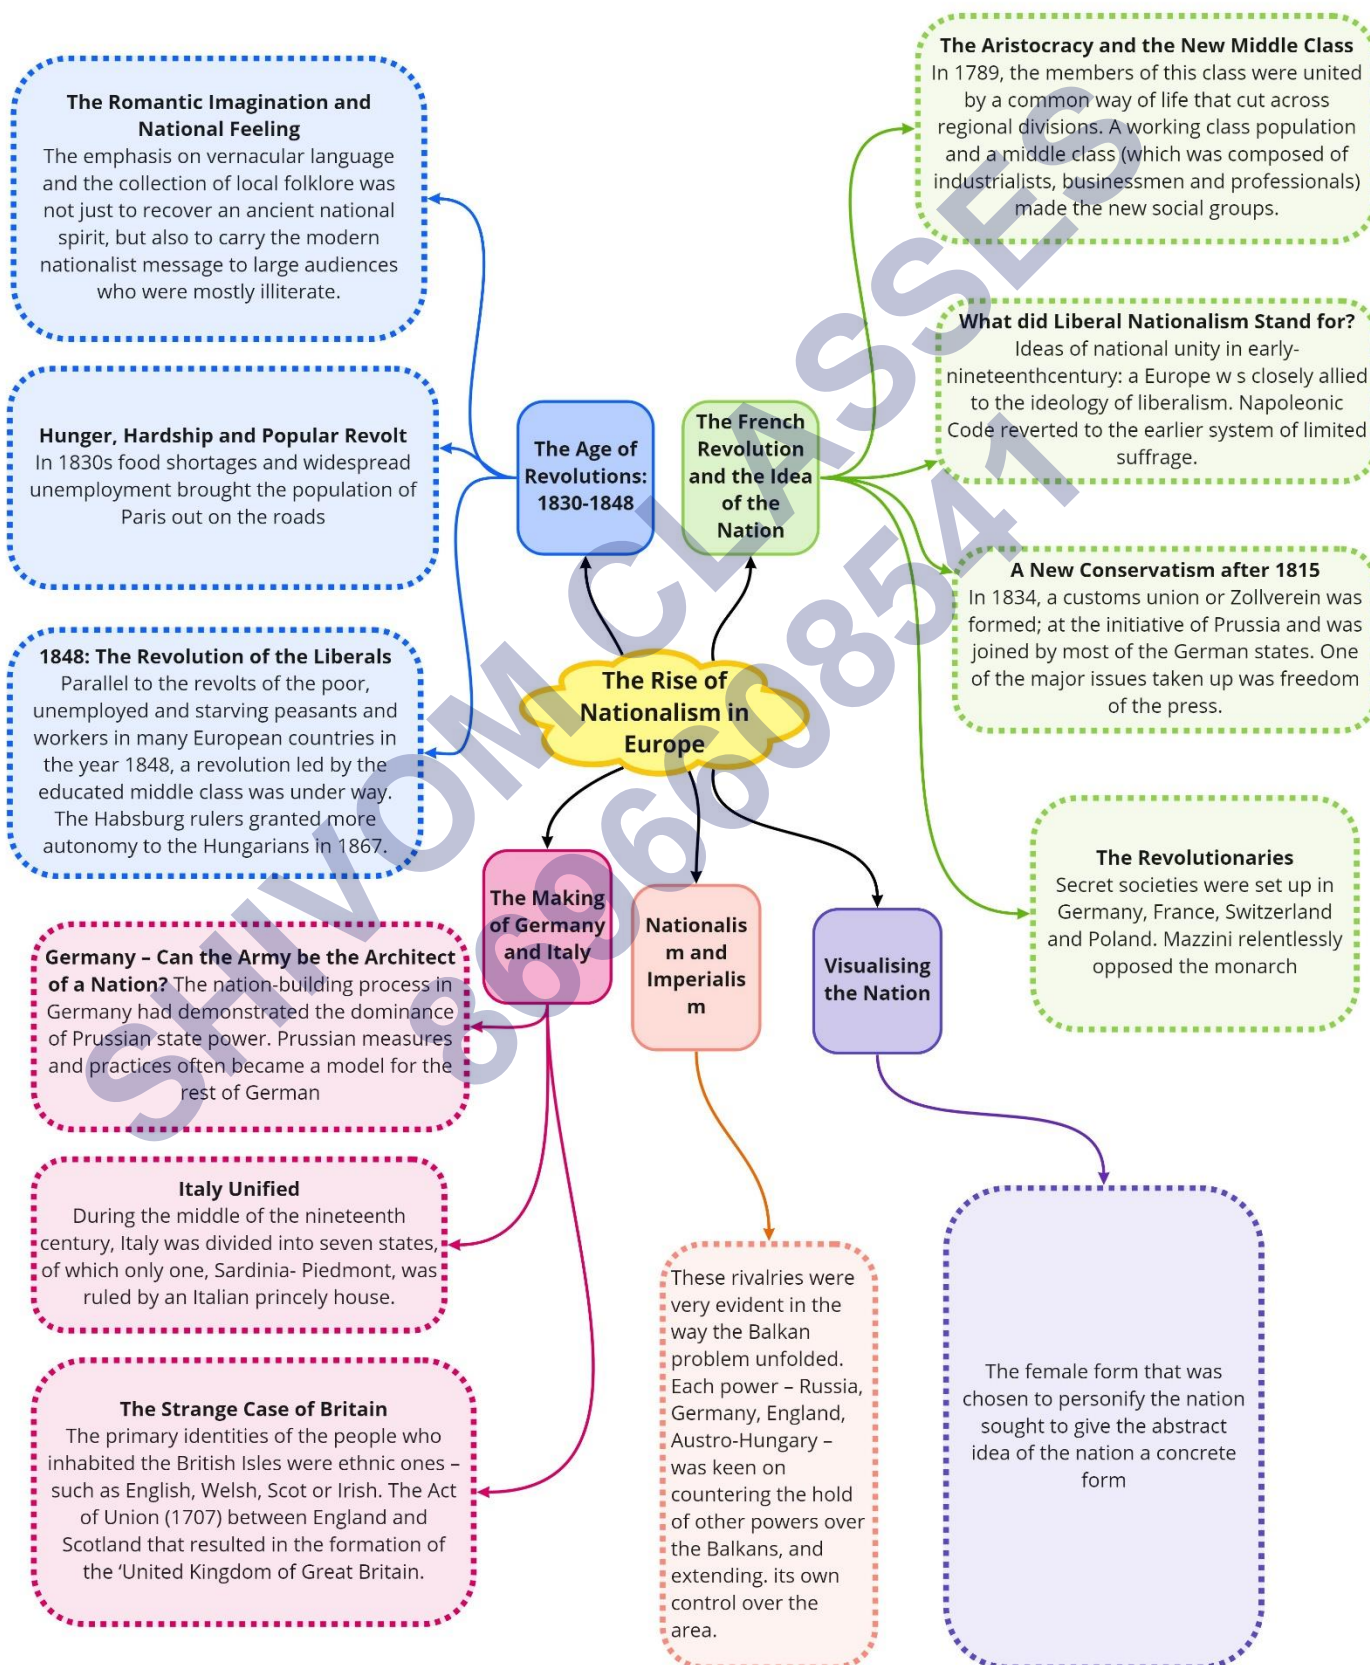 The Romantic Imagination and
National Feeling
The emphasis on vernacular language
and the collection of local folklore was
not just to recover an ancient national
spirit, but also to carry the modern
nationalist message to large audiences
who were mostly illiterate.
Hunger, Hardship and Popular Revolt
In 1830s food shortages and widespread
unemployment brought the population of
Paris out on the roads
1848: The Revolution of the Liberals
Parallel to the revolts of the poor,
unemployed and starving peasants and
workers in many European countries in
the year 1848, a revolution led by the
educated middle class was under way.
The Habsburg rulers granted more
autonomy to the Hungarians in 1867.
The Age of
Revolutions:
1830-1848
The French
Revolution
and the Idea
of the
Nation
The Aristocracy and the New Middle Class
In 1789, the members of this class were united
by a common way of life that cut across
regional divisions. A working class population
and a middle class (which was composed of
industrialists, businessmen and professionals)
made the new social groups.
What did Liberal Nationalism Stand for?
Ideas of national unity in early-
nineteenthcentury: a Europe w s closely allied
to the ideology of liberalism. Napoleonic
Code reverted to the earlier system of limited
suffrage.
A New Conservatism after 1815
In 1834, a customs union or Zollverein was
formed; at the initiative of Prussia and was
joined by most of the German states. One
of the major issues taken up was freedom
of the press.
The Revolutionaries
Secret societies were set up in
Germany, France, Switzerland
and Poland. Mazzini relentlessly
opposed the monarch
The Rise of
Nationalism in
Europe
The Making
of Germany
and Italy
Nationalis
m and
Imperialis
m
Visualising
the Nation
Germany – Can the Army be the Architect
of a Nation? The nation-building process in
Germany had demonstrated the dominance
of Prussian state power. Prussian measures
and practices often became a model for the
rest of German
Italy Unified
During the middle of the nineteenth
century, Italy was divided into seven states,
of which only one, Sardinia- Piedmont, was
ruled by an Italian princely house.
The Strange Case of Britain
The primary identities of the people who
inhabited the British Isles were ethnic ones –
such as English, Welsh, Scot or Irish. The Act
of Union (1707) between England and
Scotland that resulted in the formation of
the ‘United Kingdom of Great Britain.
These rivalries were
very evident in the
way the Balkan
problem unfolded.
Each power – Russia,
Germany, England,
Austro-Hungary –
was keen on
countering the hold
of other powers over
the Balkans, and
extending. its own
control over the
area.
The female form that was
chosen to personify the nation
sought to give the abstract
idea of the nation a concrete
form
SHIVOM CLASSES
8696608541